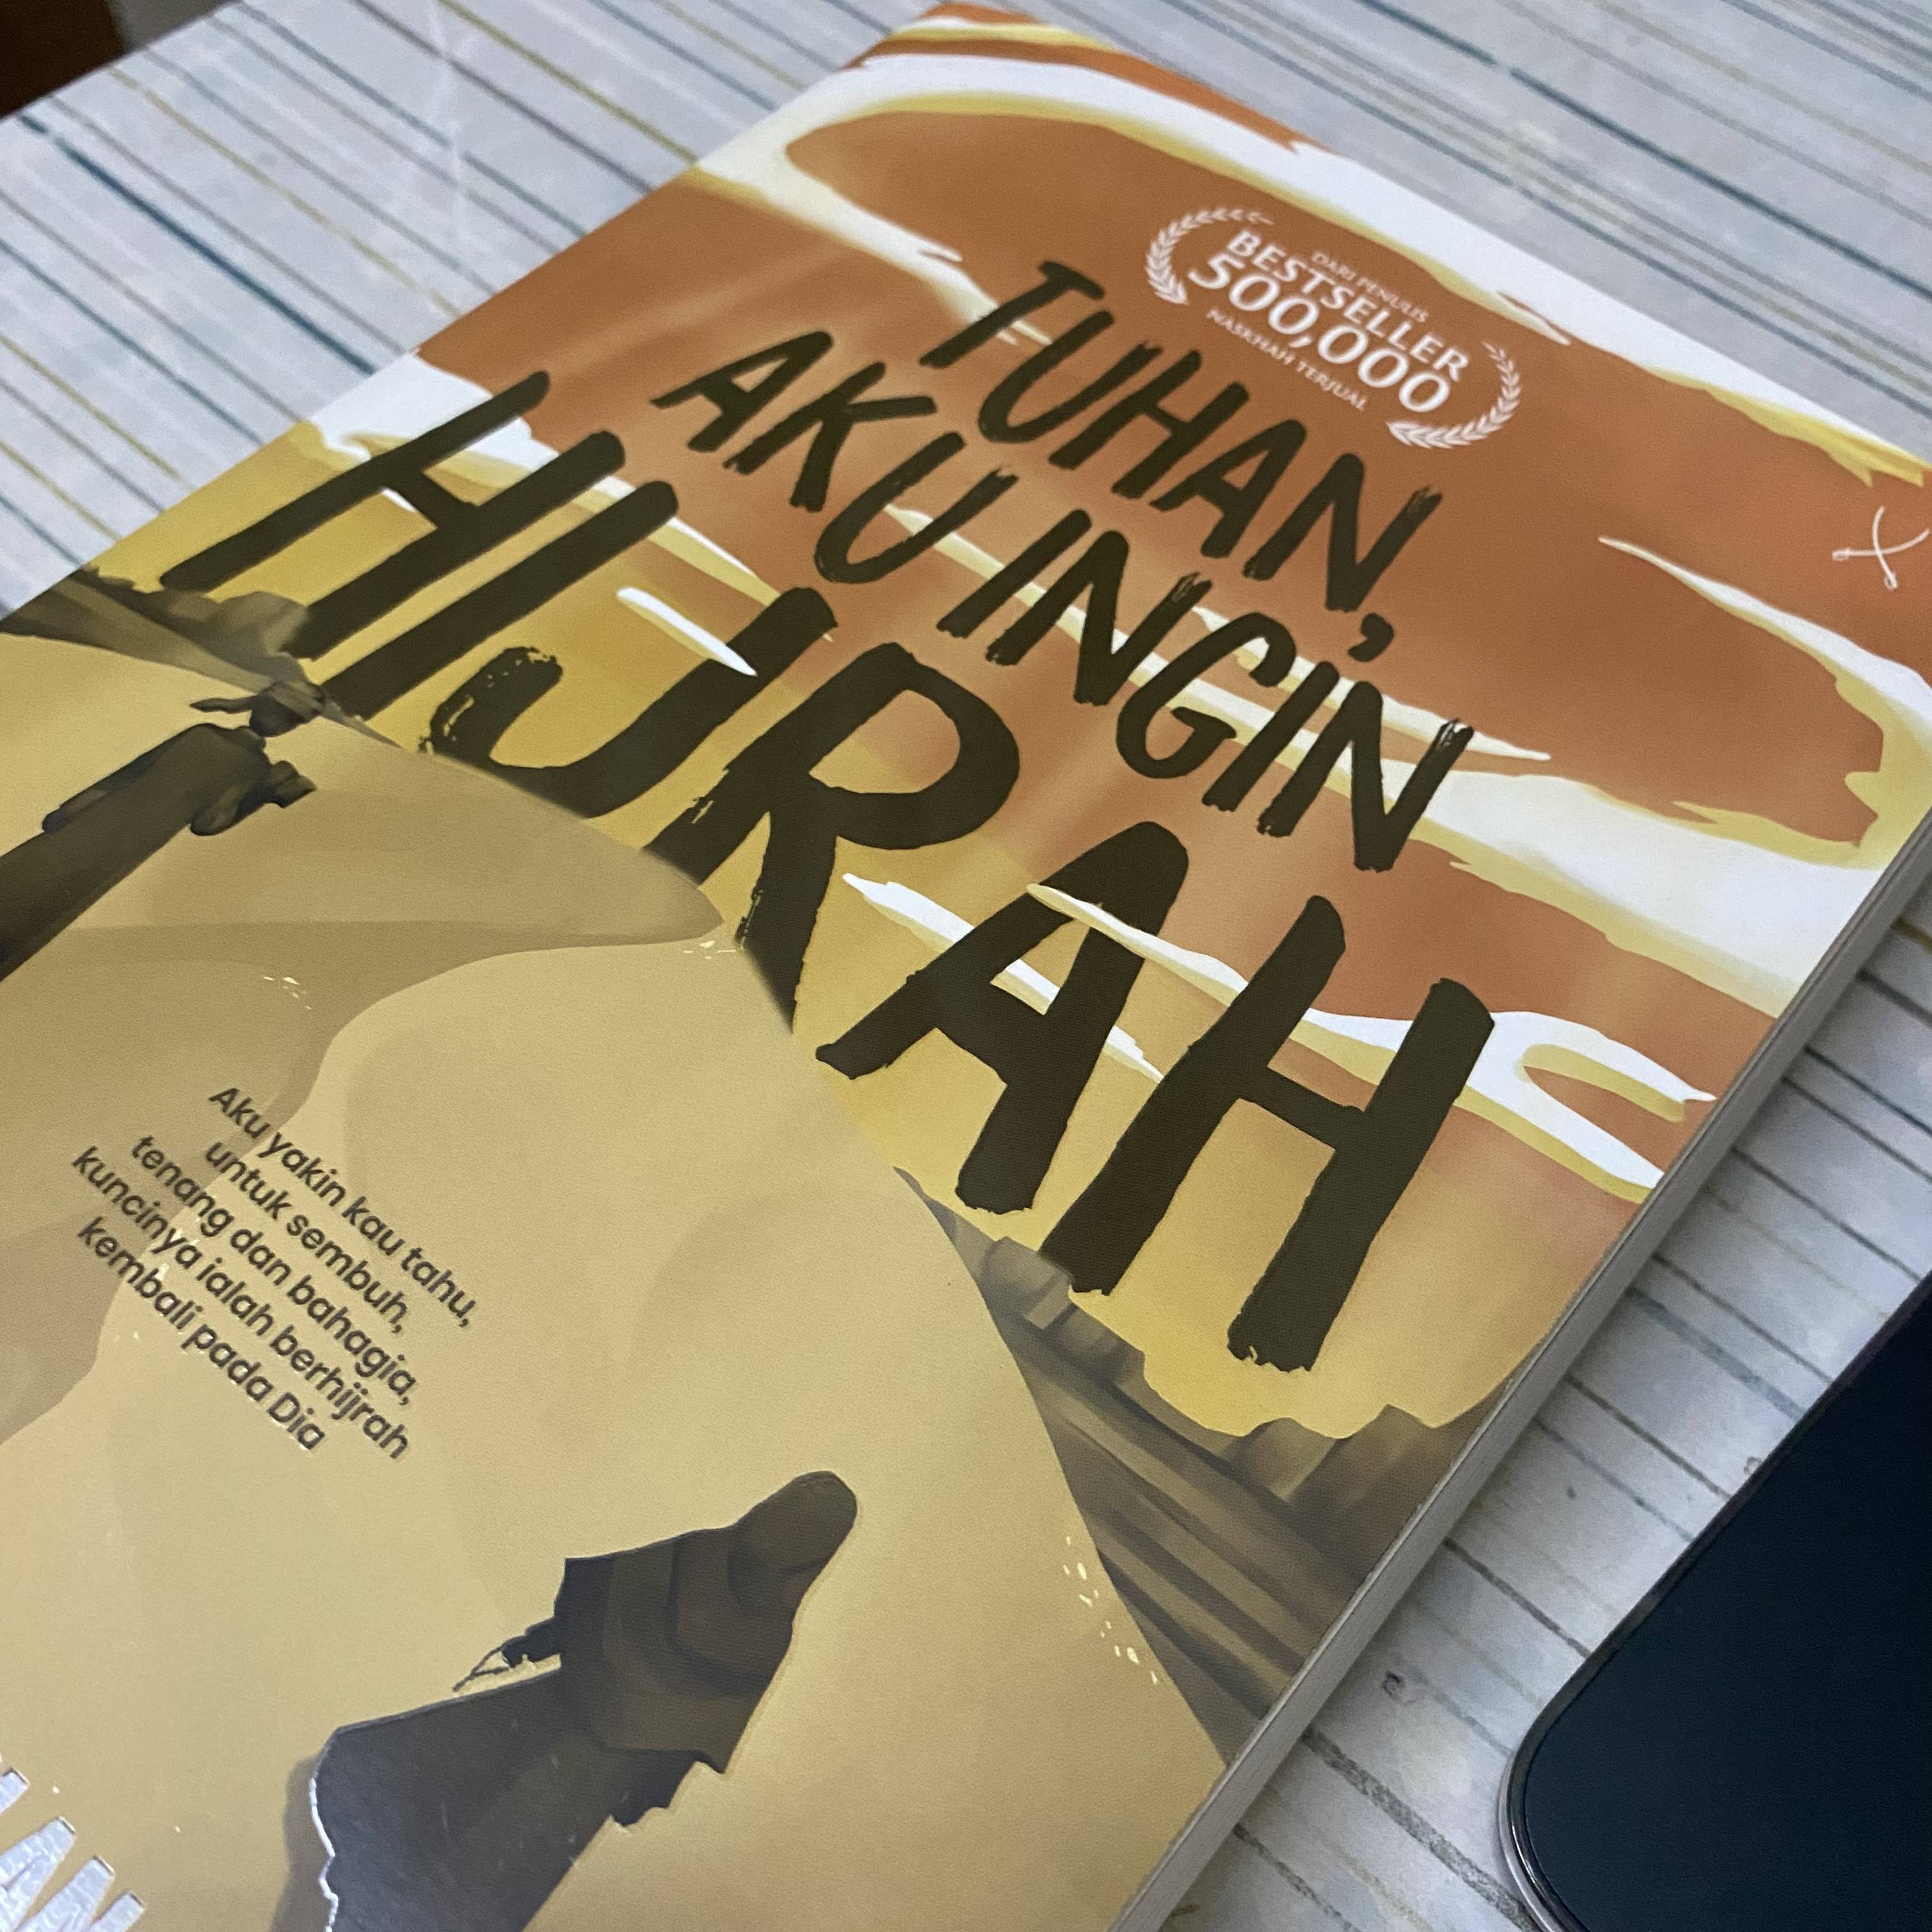 DARI PENULIS
BESTSELLER
500,000
NASKHAH TERJUAL
TUHAN,
AKU INGIN
HIJRAH
Aku yakin kau tahu,
untuk sembuh,
tenang dan bahagia,
kuncinya ialah berhijrah
kembali pada Dia